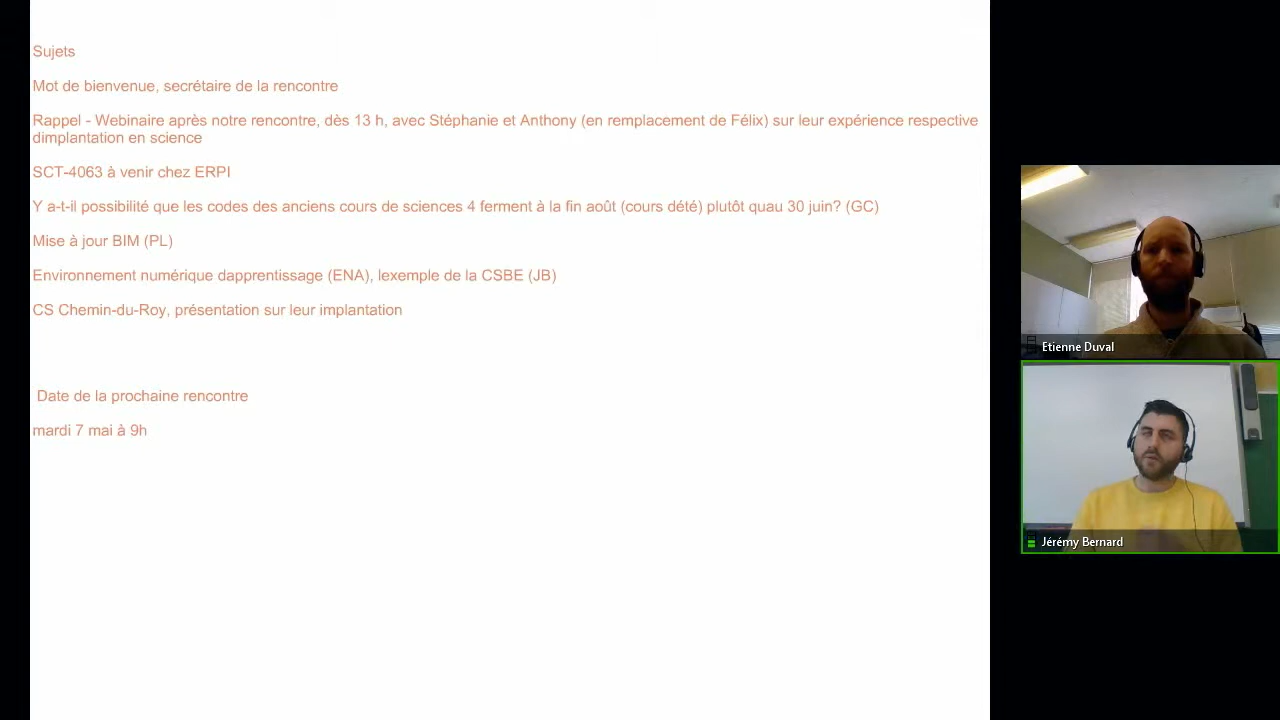 Sujets
Mot de bienvenue, secrétaire de la rencontre
Rappel - Webinaire après notre rencontre, dès 13 h, avec Stéphanie et Anthony (en remplacement de Félix) sur leur expérience respective
dimplantation en science
SCT-4063 à venir chez ERPI
Y a-t-il possibilité que les codes des anciens cours de sciences 4 ferment à la fin août (cours dété) plutôt quau 30 juin? (GC)
Mise à jour BIM (PL)
Environnement numérique dapprentissage (ENA), lexemple de la CSBE (JB)
CS Chemin-du-Roy, présentation sur leur implantation
Date de la prochaine rencontre
mardi 7 mai à 9h
Etienne Duval
Jérémy Bernard